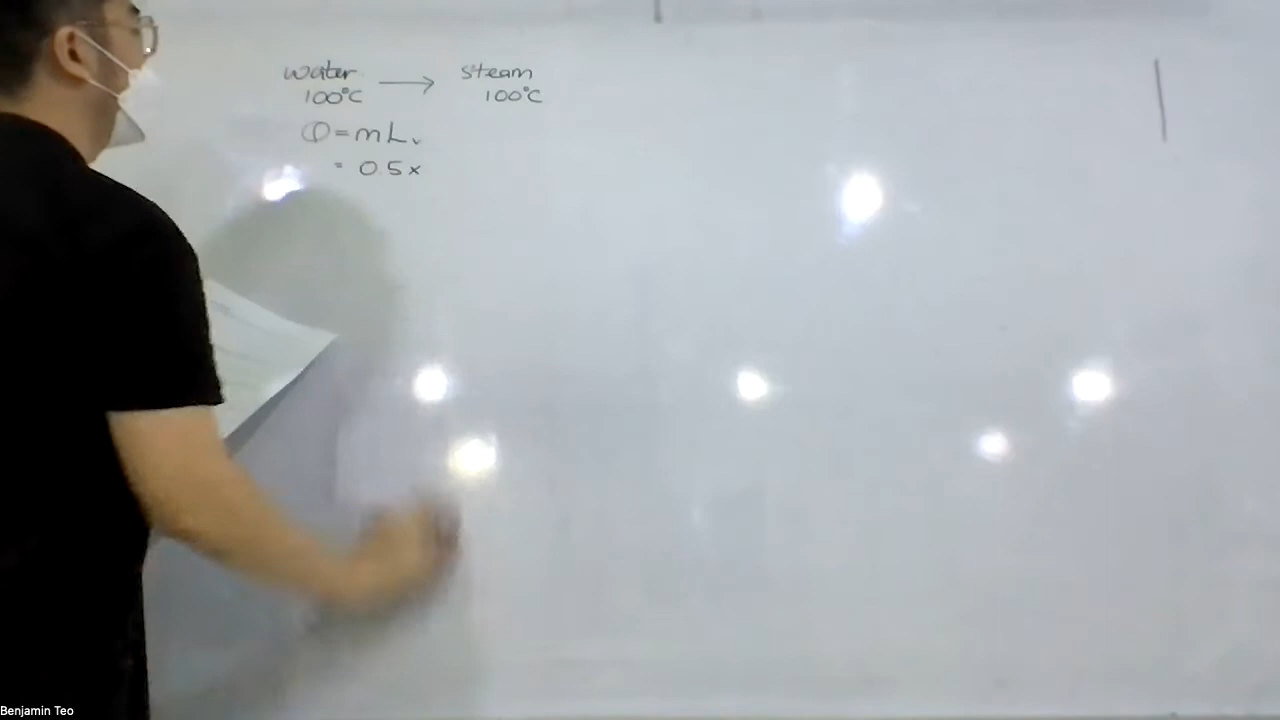 water → steam
100°C 100°C
Q = mLv
= 0.5 ×
Benjamin Teo